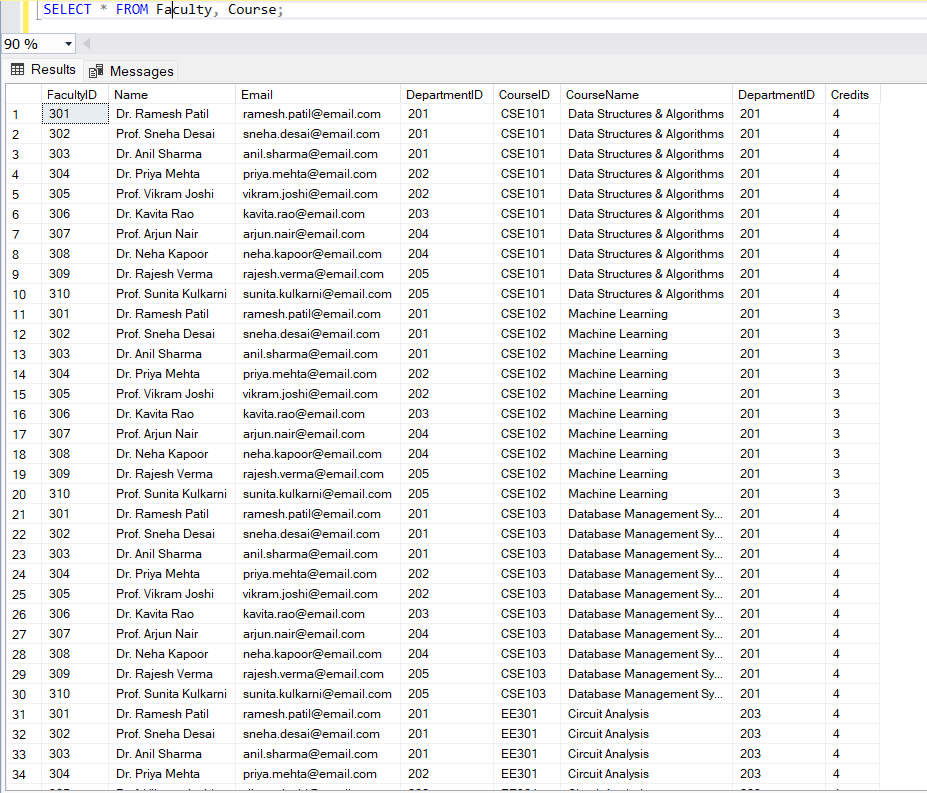 SELECT * FROM Faculty, Course;
90 %
Results Messages
FacultyID Name Email DepartmentID CourseID CourseName DepartmentID Credits
1 301 Dr. Ramesh Patil ramesh.patil@email.com 201 CSE101 Data Structures & Algorithms 201 4
2 302 Prof. Sneha Desai sneha.desai@email.com 201 CSE101 Data Structures & Algorithms 201 4
3 303 Dr. Anil Sharma anil.sharma@email.com 201 CSE101 Data Structures & Algorithms 201 4
4 304 Dr. Priya Mehta priya.mehta@email.com 202 CSE101 Data Structures & Algorithms 201 4
5 305 Prof. Vikram Joshi vikram.joshi@email.com 202 CSE101 Data Structures & Algorithms 201 4
6 306 Dr. Kavita Rao kavita.rao@email.com 203 CSE101 Data Structures & Algorithms 201 4
7 307 Prof. Arjun Nair arjun.nair@email.com 204 CSE101 Data Structures & Algorithms 201 4
8 308 Dr. Neha Kapoor neha.kapoor@email.com 204 CSE101 Data Structures & Algorithms 201 4
9 309 Dr. Rajesh Verma rajesh.verma@email.com 205 CSE101 Data Structures & Algorithms 201 4
10 310 Prof. Sunita Kulkarni sunita.kulkarni@email.com 205 CSE101 Data Structures & Algorithms 201 4
11 301 Dr. Ramesh Patil ramesh.patil@email.com 201 CSE102 Machine Learning 201 3
12 302 Prof. Sneha Desai sneha.desai@email.com 201 CSE102 Machine Learning 201 3
13 303 Dr. Anil Sharma anil.sharma@email.com 201 CSE102 Machine Learning 201 3
14 304 Dr. Priya Mehta priya.mehta@email.com 202 CSE102 Machine Learning 201 3
15 305 Prof. Vikram Joshi vikram.joshi@email.com 202 CSE102 Machine Learning 201 3
16 306 Dr. Kavita Rao kavita.rao@email.com 203 CSE102 Machine Learning 201 3
17 307 Prof. Arjun Nair arjun.nair@email.com 204 CSE102 Machine Learning 201 3
18 308 Dr. Neha Kapoor neha.kapoor@email.com 204 CSE102 Machine Learning 201 3
19 309 Dr. Rajesh Verma rajesh.verma@email.com 205 CSE102 Machine Learning 201 3
20 310 Prof. Sunita Kulkarni sunita.kulkarni@email.com 205 CSE102 Machine Learning 201 3
21 301 Dr. Ramesh Patil ramesh.patil@email.com 201 CSE103 Database Management Sy... 201 4
22 302 Prof. Sneha Desai sneha.desai@email.com 201 CSE103 Database Management Sy... 201 4
23 303 Dr. Anil Sharma anil.sharma@email.com 201 CSE103 Database Management Sy... 201 4
24 304 Dr. Priya Mehta priya.mehta@email.com 202 CSE103 Database Management Sy... 201 4
25 305 Prof. Vikram Joshi vikram.joshi@email.com 202 CSE103 Database Management Sy... 201 4
26 306 Dr. Kavita Rao kavita.rao@email.com 203 CSE103 Database Management Sy... 201 4
27 307 Prof. Arjun Nair arjun.nair@email.com 204 CSE103 Database Management Sy... 201 4
28 308 Dr. Neha Kapoor neha.kapoor@email.com 204 CSE103 Database Management Sy... 201 4
29 309 Dr. Rajesh Verma rajesh.verma@email.com 205 CSE103 Database Management Sy... 201 4
30 310 Prof. Sunita Kulkarni sunita.kulkarni@email.com 205 CSE103 Database Management Sy... 201 4
31 301 Dr. Ramesh Patil ramesh.patil@email.com 201 EE301 Circuit Analysis 203 4
32 302 Prof. Sneha Desai sneha.desai@email.com 201 EE301 Circuit Analysis 203 4
33 303 Dr. Anil Sharma anil.sharma@email.com 201 EE301 Circuit Analysis 203 4
34 304 Dr. Priya Mehta priya.mehta@email.com 202 EE301 Circuit Analysis 203 4